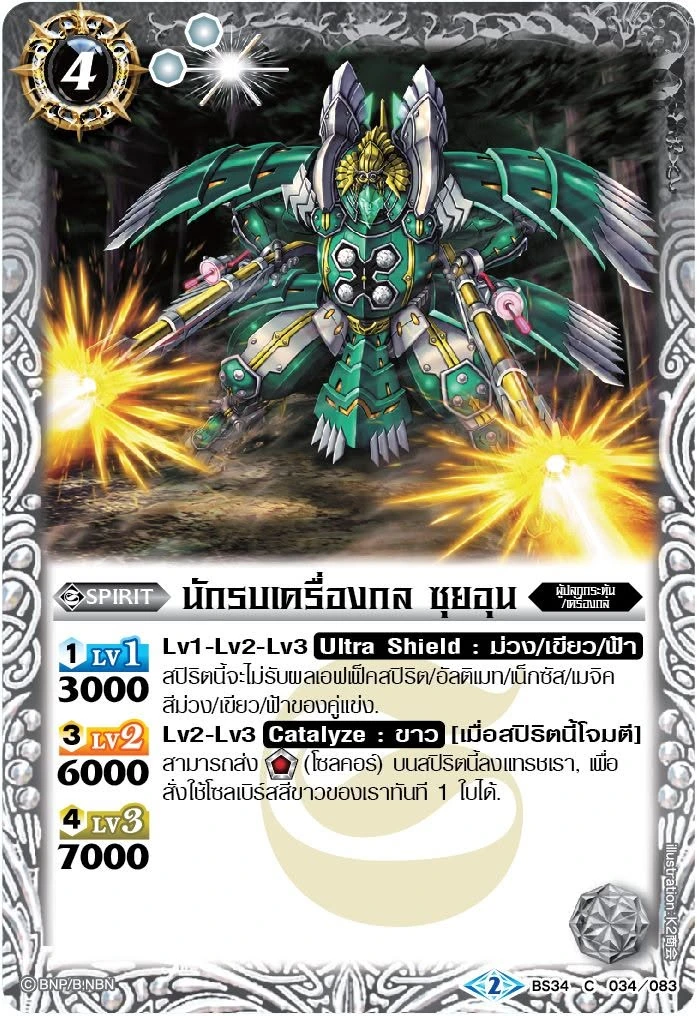 4
SPIRIT
นักรบเครื่องกล ซุยอุน
ผู้ปลุกกระตุ้น
/เครื่องกล
1 LV1
3000
3 LV2
6000
4 LV3
7000
Lv1-Lv2-Lv3 Ultra Shield : ม่วง/เขียว/ฟ้า
สปิริตนี้จะไม่รับผลเอฟเฟ็คสปิริต/อัลติเมท/เน็กซัส/เมจิค
สีม่วง/เขียว/ฟ้าของคู่แข่ง.
Lv2-Lv3 Catalyze : ขาว [เมื่อสปิริตนี้โจมตี]
สามารถส่ง (โซลคอร์) บนสปิริตนี้ลงแทรชเรา, เพื่อ
สั่งใช้โซลเบิร์สสีขาวของเราทันที 1 ใบได้.
illustration:K2商会
©BNP/B:NBN
2
BS34 C 034/083